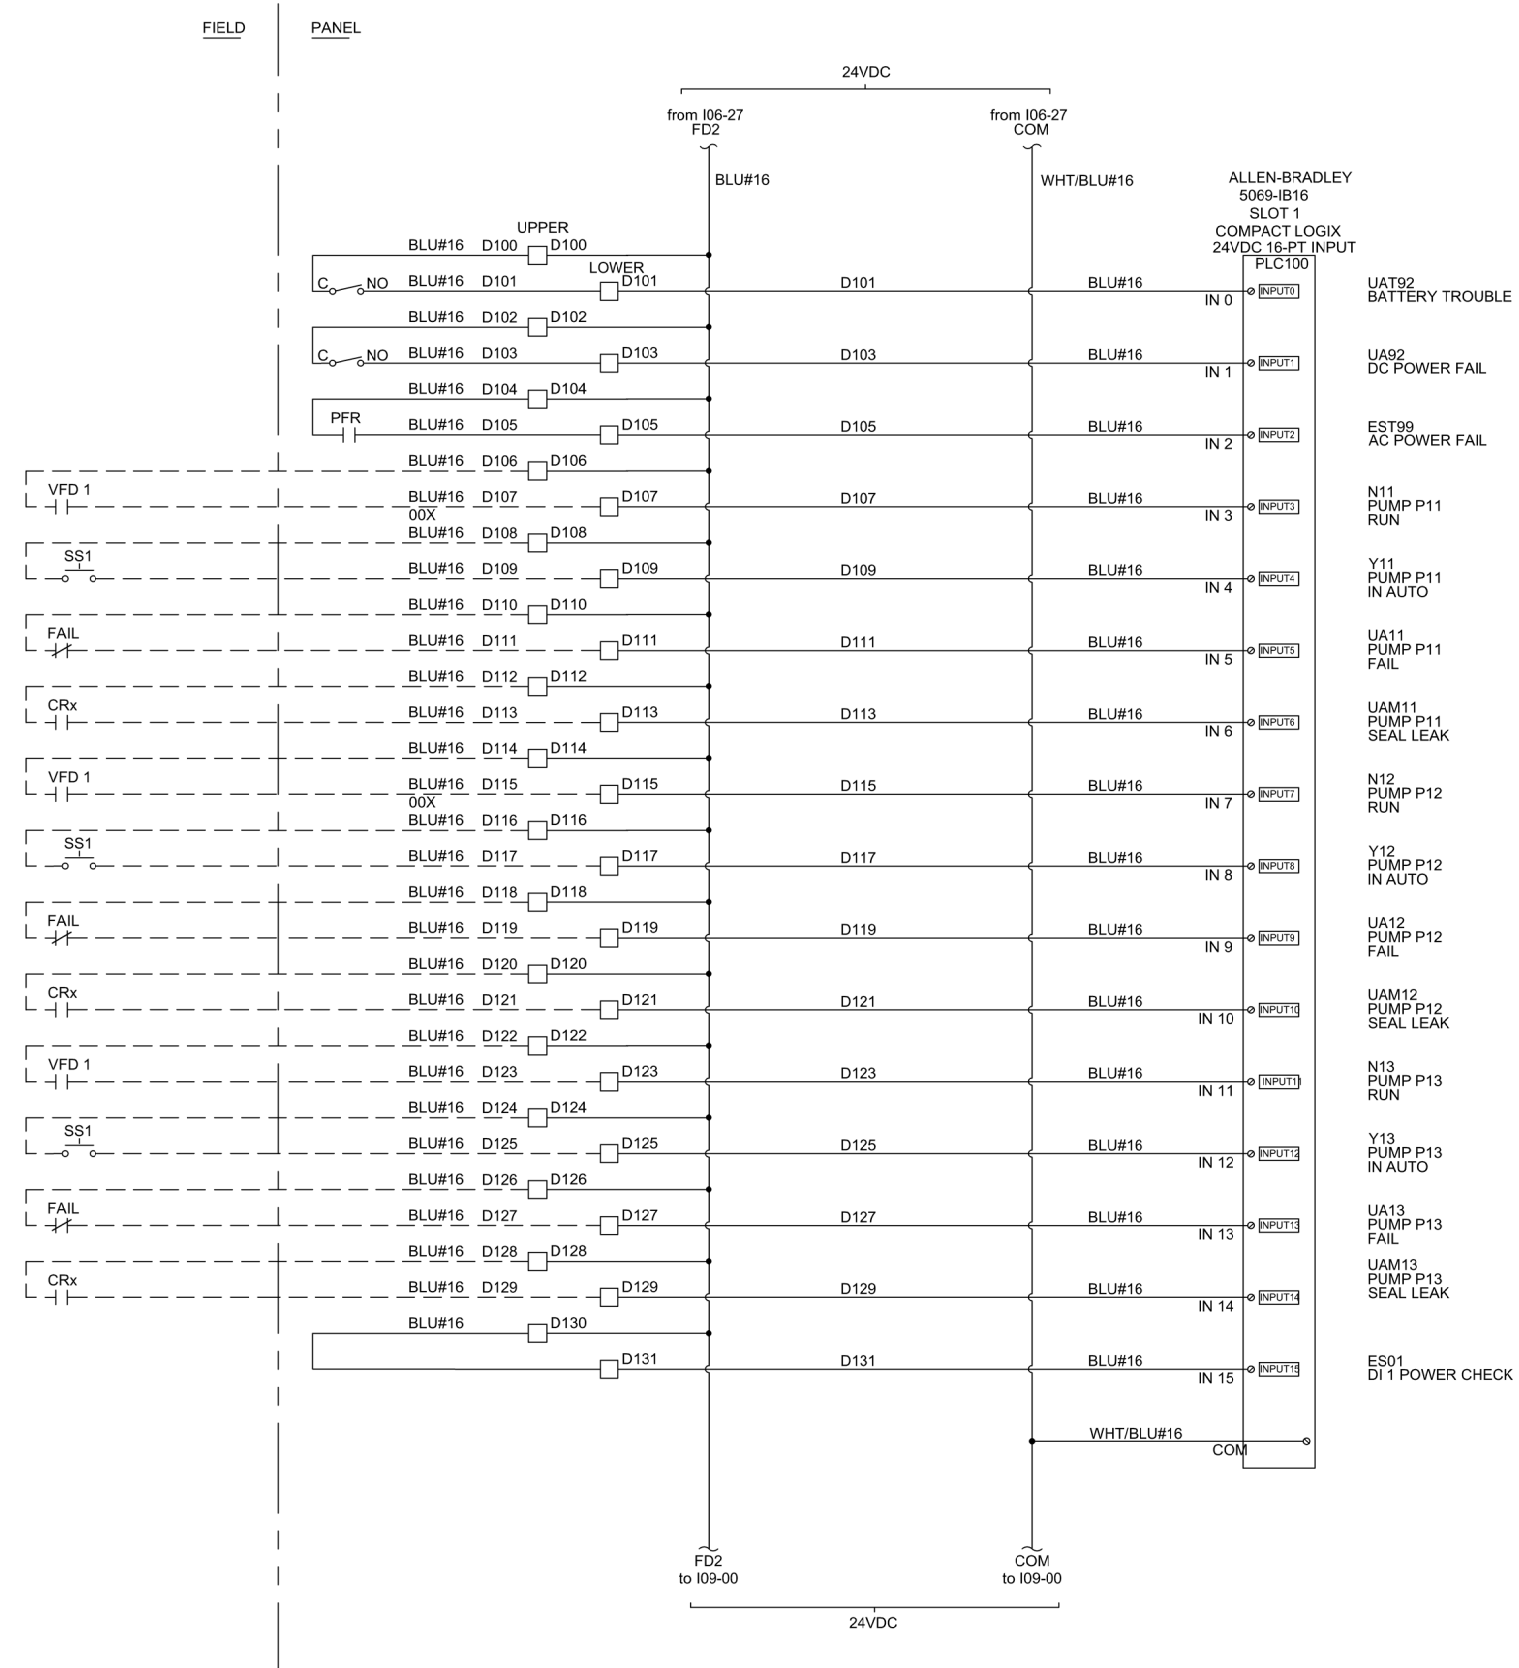 FIELD
PANEL
24VDC
from I06-27
FD2
from I06-27
COM
BLU#16
WHT/BLU#16
ALLEN-BRADLEY
5069-IB16
SLOT 1
COMPACT LOGIX
24VDC 16-PT INPUT
PLC100
UPPER
BLU#16 D100 D100
LOWER
C NO BLU#16 D101 D101 D101 BLU#16 IN 0 INPUT0
UAT92
BATTERY TROUBLE
BLU#16 D102 D102
C NO BLU#16 D103 D103 D103 BLU#16 IN 1 INPUT1
UA92
DC POWER FAIL
BLU#16 D104 D104
PFR BLU#16 D105 D105 D105 BLU#16 IN 2 INPUT2
EST99
AC POWER FAIL
BLU#16 D106 D106
VFD 1 BLU#16 D107 D107 D107 BLU#16 IN 3 INPUT3
00X
N11
PUMP P11
RUN
BLU#16 D108 D108
SS1 BLU#16 D109 D109 D109 BLU#16 IN 4 INPUT4
Y11
PUMP P11
IN AUTO
BLU#16 D110 D110
FAIL BLU#16 D111 D111 D111 BLU#16 IN 5 INPUT5
UA11
PUMP P11
FAIL
BLU#16 D112 D112
CRx BLU#16 D113 D113 D113 BLU#16 IN 6 INPUT6
UAM11
PUMP P11
SEAL LEAK
BLU#16 D114 D114
VFD 1 BLU#16 D115 D115 D115 BLU#16 IN 7 INPUT7
00X
N12
PUMP P12
RUN
BLU#16 D116 D116
SS1 BLU#16 D117 D117 D117 BLU#16 IN 8 INPUT8
Y12
PUMP P12
IN AUTO
BLU#16 D118 D118
FAIL BLU#16 D119 D119 D119 BLU#16 IN 9 INPUT9
UA12
PUMP P12
FAIL
BLU#16 D120 D120
CRx BLU#16 D121 D121 D121 BLU#16 IN 10 INPUT10
UAM12
PUMP P12
SEAL LEAK
BLU#16 D122 D122
VFD 1 BLU#16 D123 D123 D123 BLU#16 IN 11 INPUT11
N13
PUMP P13
RUN
BLU#16 D124 D124
SS1 BLU#16 D125 D125 D125 BLU#16 IN 12 INPUT12
Y13
PUMP P13
IN AUTO
BLU#16 D126 D126
FAIL BLU#16 D127 D127 D127 BLU#16 IN 13 INPUT13
UA13
PUMP P13
FAIL
BLU#16 D128 D128
CRx BLU#16 D129 D129 D129 BLU#16 IN 14 INPUT14
UAM13
PUMP P13
SEAL LEAK
BLU#16 D130
D131 D131 BLU#16 IN 15 INPUT15
ES01
DI 1 POWER CHECK
WHT/BLU#16
COM
FD2
to I09-00
COM
to I09-00
24VDC